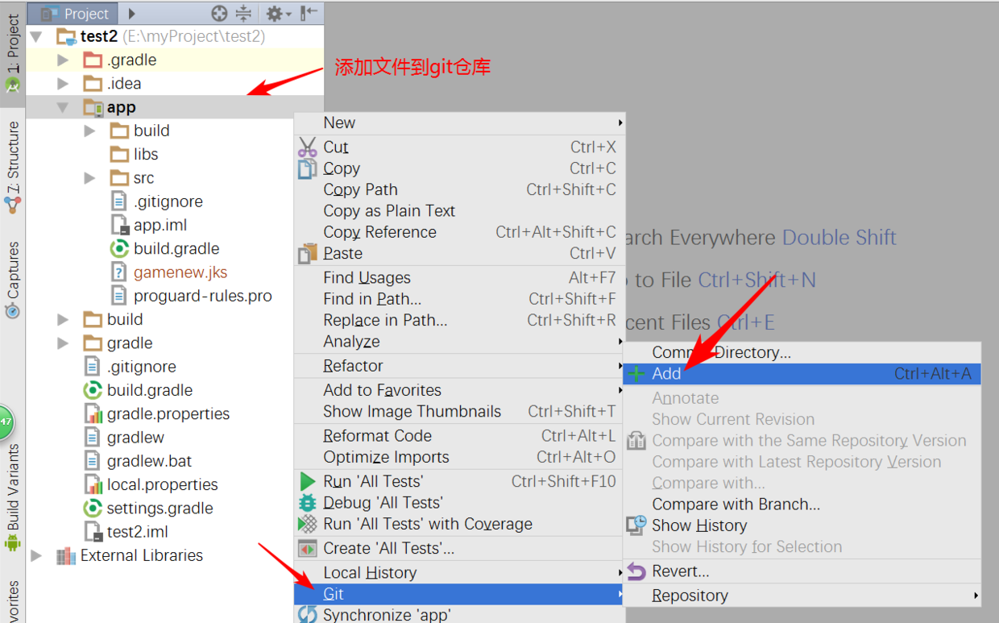 Project
1: Project
test2 (E:\myProject\test2)
.gradle
.idea
app
build
libs
src
.gitignore
app.iml
build.gradle
gamenew.jks
proguard-rules.pro
build
gradle
.gitignore
build.gradle
gradle.properties
gradlew
gradlew.bat
local.properties
settings.gradle
test2.iml
External Libraries
Z: Structure
Captures
47
Build Variants
添加文件到git仓库
New
Cut Ctrl+X
Copy Ctrl+C
Copy Path Ctrl+Shift+C
Copy as Plain Text
Copy Reference Ctrl+Alt+Shift+C
Paste Ctrl+V
Find Usages Alt+F7
Find in Path... Ctrl+Shift+F
Replace in Path... Ctrl+Shift+R
Analyze
Refactor
Add to Favorites
Show Image Thumbnails Ctrl+Shift+T
Reformat Code Ctrl+Alt+L
Optimize Imports Ctrl+Alt+O
Run 'All Tests' Ctrl+Shift+F10
Debug 'All Tests'
Run 'All Tests' with Coverage
Create 'All Tests'...
Local History
Git
Synchronize 'app'
Everywhere Double Shift
to File Ctrl+Shift+N
Files Ctrl+E
Directory...
Add Ctrl+Alt+A
Annotate
Show Current Revision
Compare with the Same Repository Version
Compare with Latest Repository Version
Compare with...
Compare with Branch...
Show History
Show History for Selection
Revert...
Repository